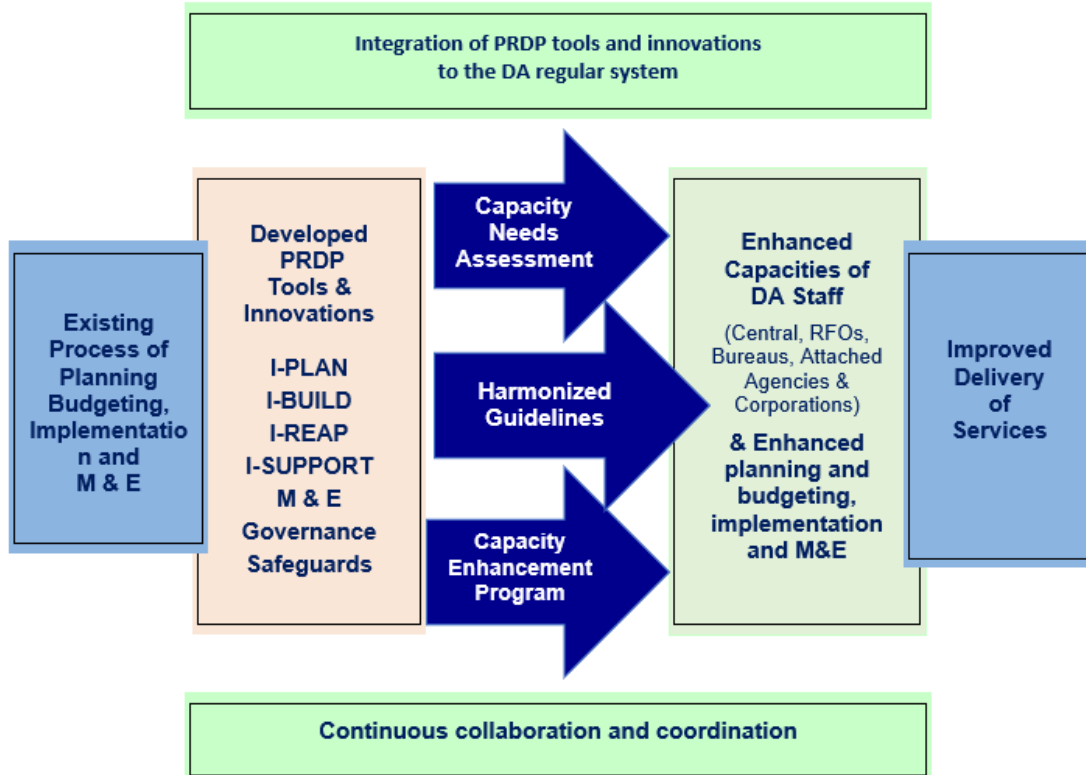 Integration of PRDP tools and innovations
to the DA regular system
Existing
Process of
Planning
Budgeting,
Implementatio
n and
M & E
Developed
PRDP
Tools &
Innovations
I-PLAN
I-BUILD
I-REAP
I-SUPPORT
M & E
Governance
Safeguards
Capacity
Needs
Assessment
Harmonized
Guidelines
Capacity
Enhancement
Program
Enhanced
Capacities of
DA Staff
(Central, RFOs,
Bureaus, Attached
Agencies &
Corporations)
& Enhanced
planning and
budgeting,
implementation
and M&E
Improved
Delivery
of
Services
Continuous collaboration and coordination